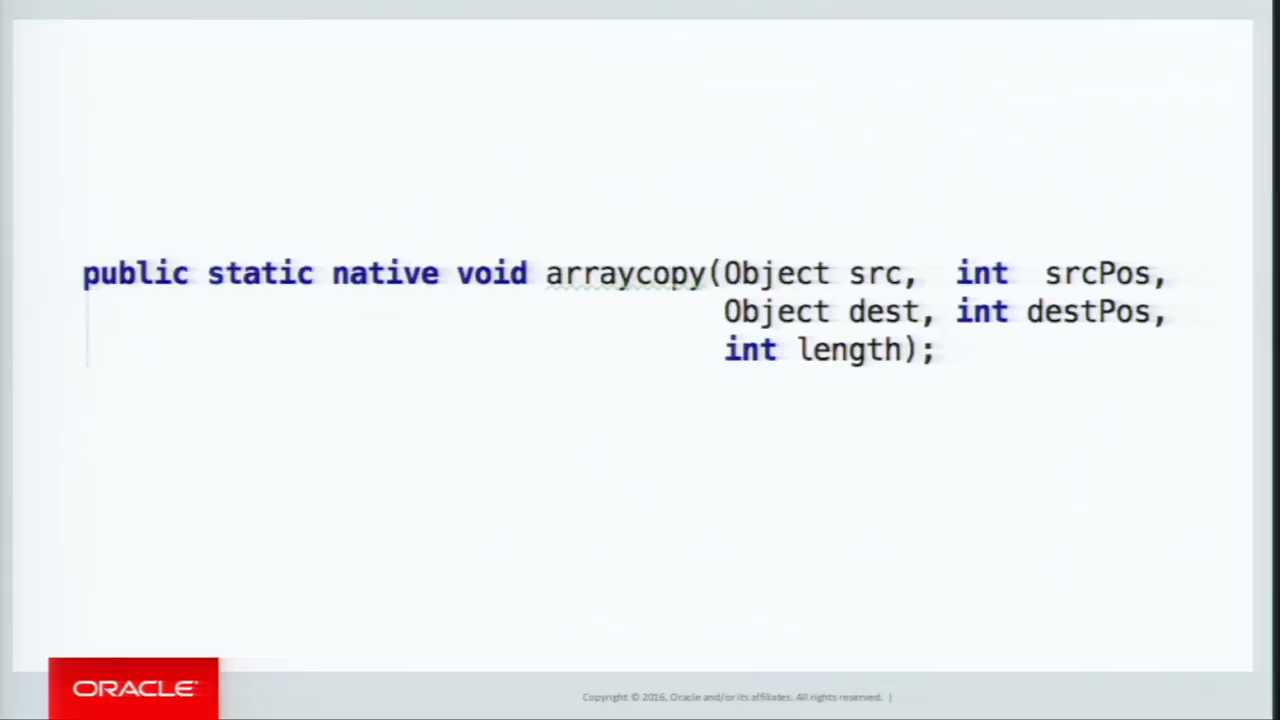 public static native void arraycopy(Object src,  int  srcPos,
                                    Object dest, int destPos,
                                    int length);
ORACLE
Copyright © 2016, Oracle and/or its affiliates. All rights reserved. |